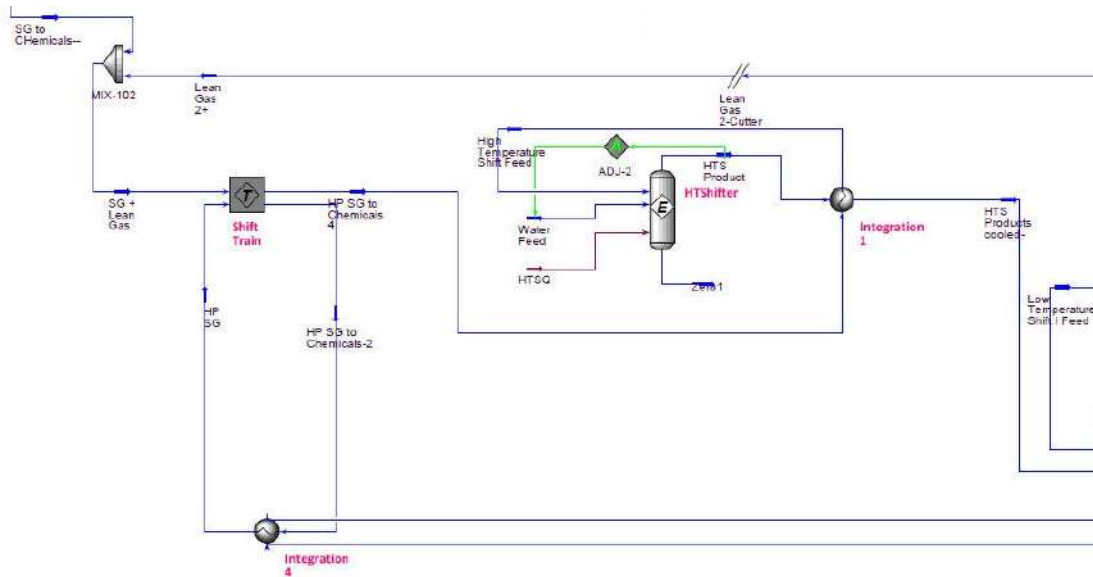 SG to
CHemicals--
MIX-102
Lean
Gas
2+
Lean
Gas
2-Cutter
High
Temperature
Shift Feed
ADJ-2
A
HTS
Product
HTShifter
E
SG +
Lean
Gas
T
Shift
Train
HP SG to
Chemicals
4
Water
Feed
HTSQ
Zero1
Integration
1
HTS
Products
cooled-
HP
SG
HP SG to
Chemicals-2
Low
Temperature
Shift I Feed
Integration
4